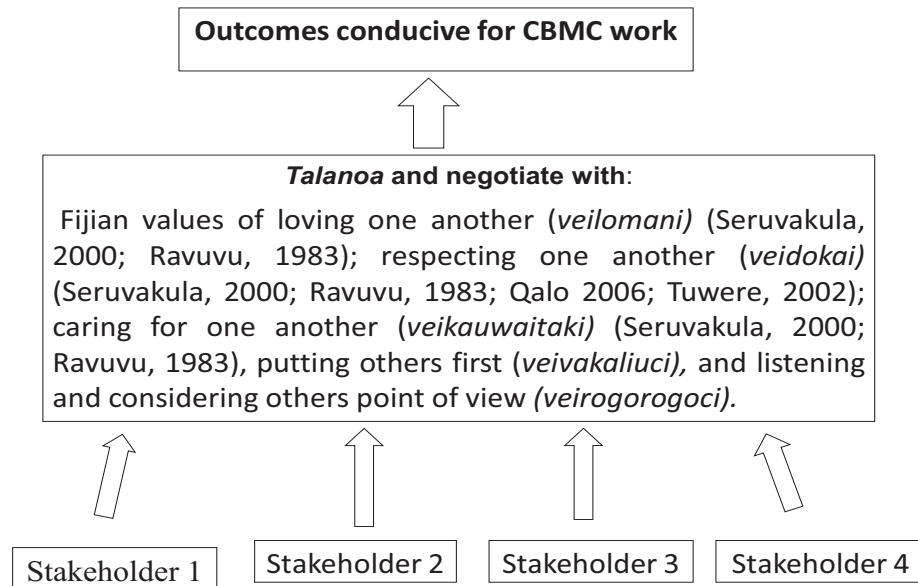 Outcomes conducive for CBMC work
Talanoa and negotiate with:
Fijian values of loving one another (veilomani) (Seruvakula,
2000; Ravuvu, 1983); respecting one another (veidokai)
(Seruvakula, 2000; Ravuvu, 1983; Qalo 2006; Tuwere, 2002);
caring for one another (veikauwaitaki) (Seruvakula, 2000;
Ravuvu, 1983), putting others first (veivakaliuci), and listening
and considering others point of view (veirogorogoci).
Stakeholder 1
Stakeholder 2
Stakeholder 3
Stakeholder 4